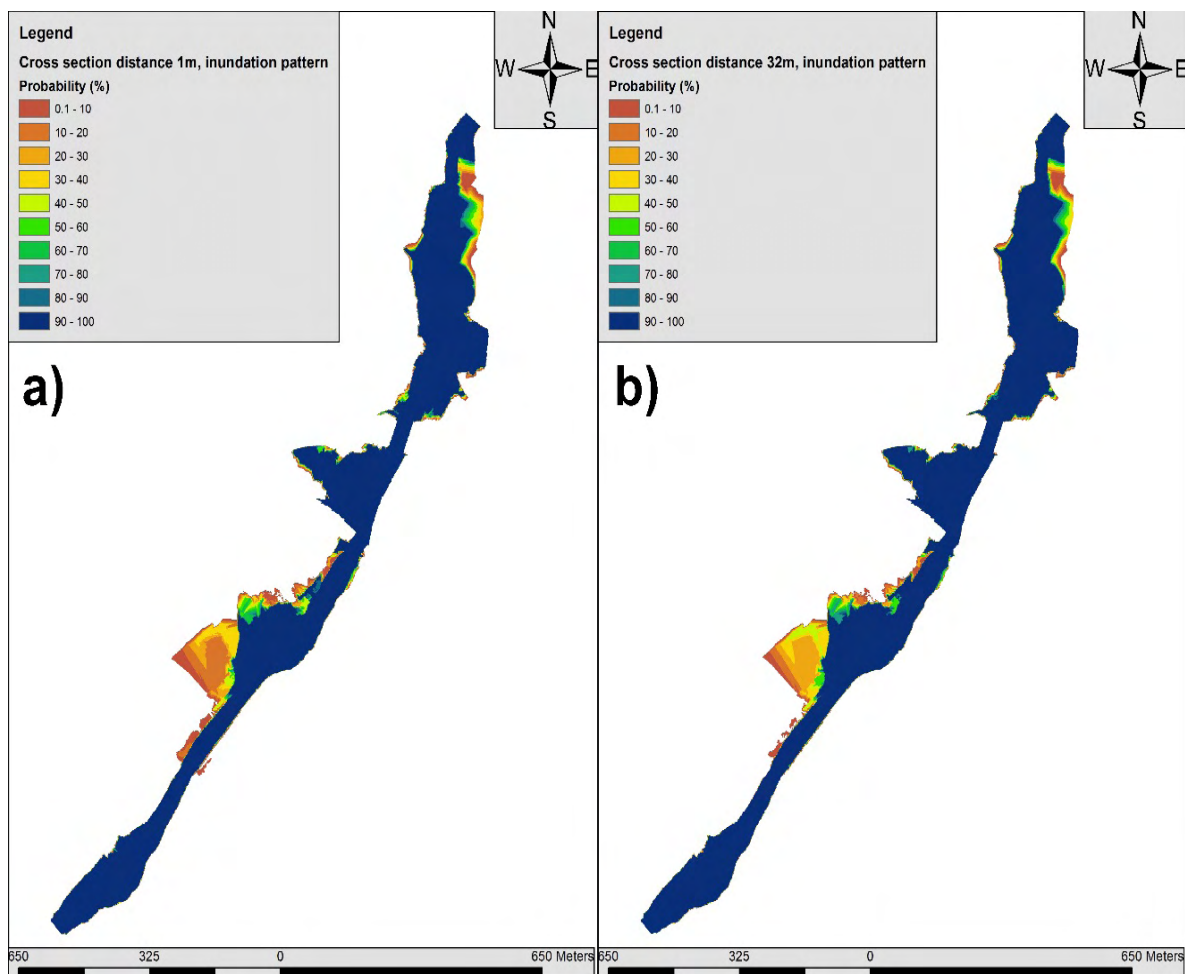 Legend
Cross section distance 1m, inundation pattern
Probability (%)
0.1 - 10
10 - 20
20 - 30
30 - 40
40 - 50
50 - 60
60 - 70
70 - 80
80 - 90
90 - 100
N
W E
S
a)
650 325 0 650 Meters
Legend
Cross section distance 32m, inundation pattern
Probability (%)
0.1 - 10
10 - 20
20 - 30
30 - 40
40 - 50
50 - 60
60 - 70
70 - 80
80 - 90
90 - 100
N
W E
S
b)
650 325 0 650 Meters